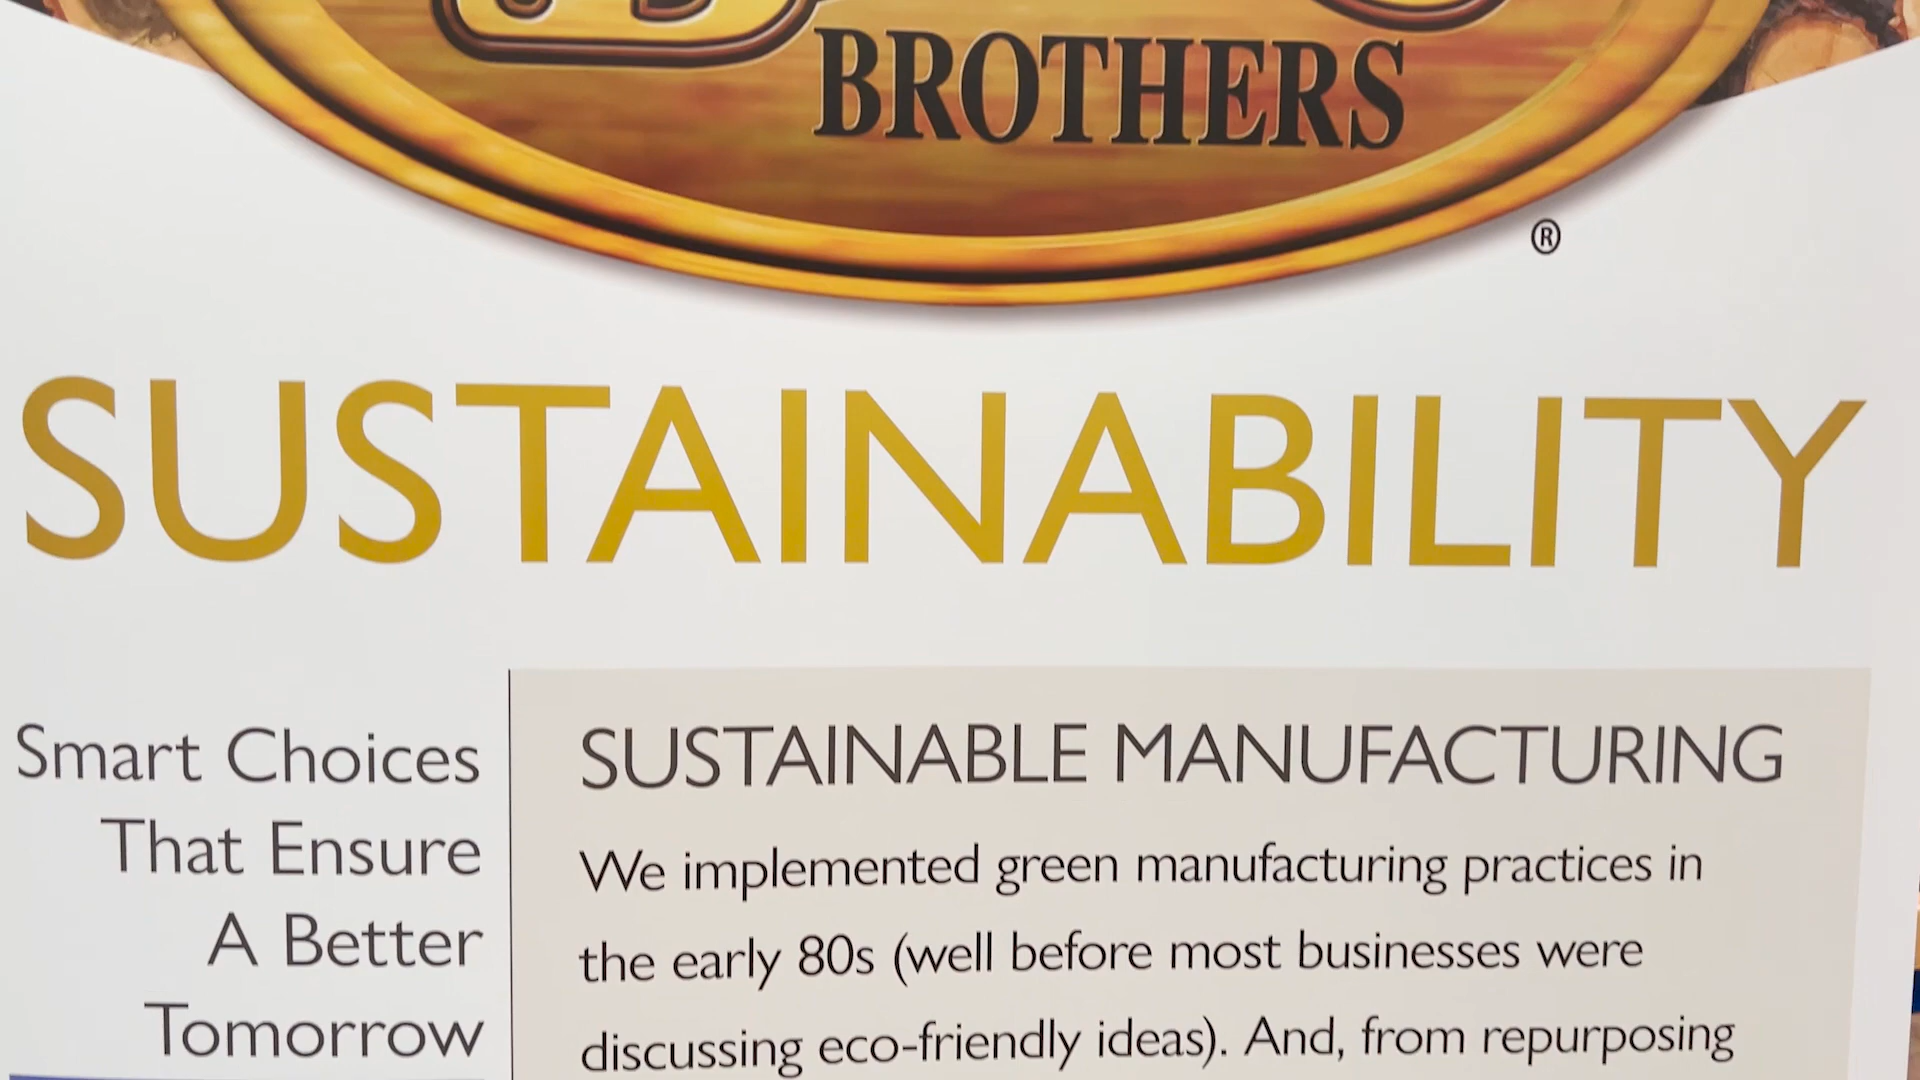 BROTHERS
®
SUSTAINABILITY
Smart Choices
That Ensure
A Better
Tomorrow
SUSTAINABLE MANUFACTURING
We implemented green manufacturing practices in
the early 80s (well before most businesses were
discussing eco-friendly ideas). And, from repurposing